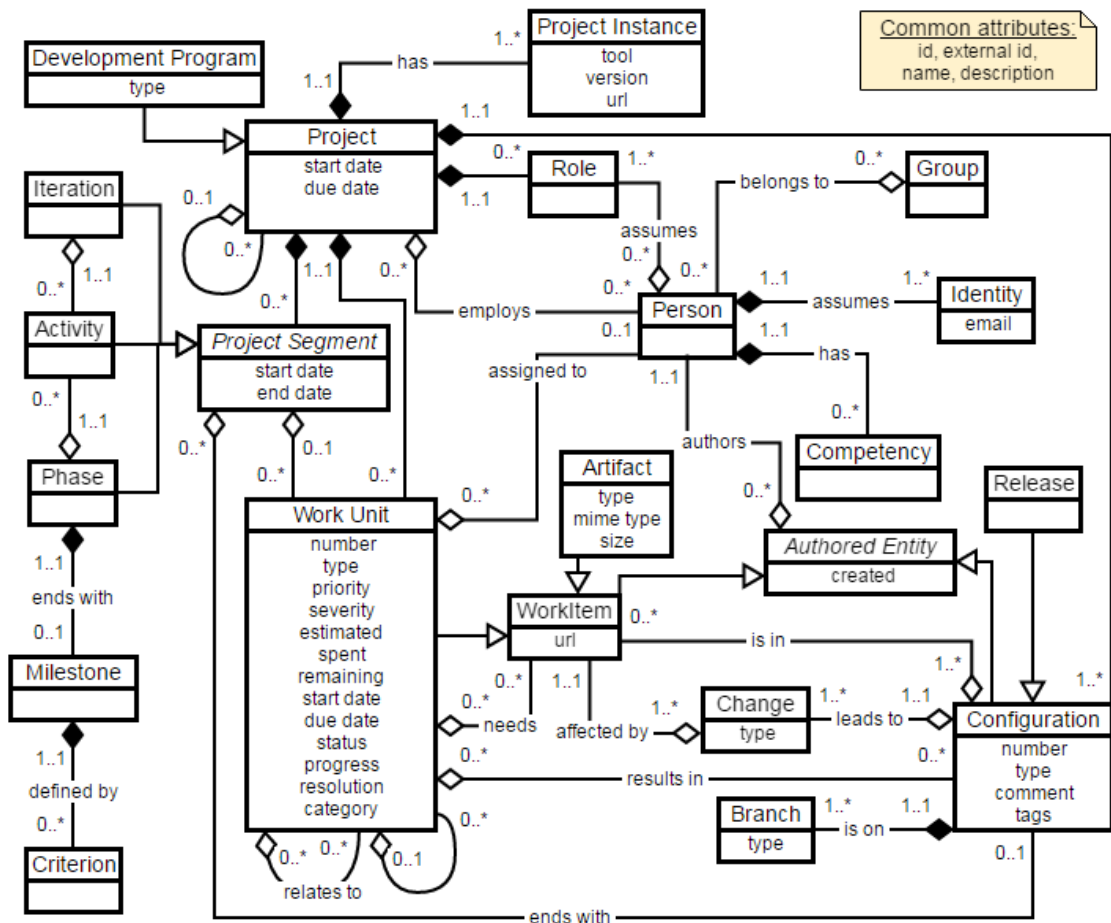 Project Instance
tool
version
url
Common attributes:
id, external id,
name, description
Development Program
type
1..*
has
1..1
Project
start date
due date
1..1
0..*
1..1
Role
1..*
assumes
0..*
belongs to
0..*
Group
Iteration
0..1
0..*
1..1
0..*
Activity
0..*
1..1
1..1
0..*
0..*
employs
0..*
0..*
Person
0..1
1..1
assumes
1..*
Identity
email
Project Segment
start date
end date
0..*
0..1
assigned to
1..1
1..1
has
0..*
Competency
authors
0..*
Phase
1..1
ends with
0..1
Milestone
1..1
defined by
0..*
Criterion
0..*
0..*
0..*
Work Unit
number
type
priority
severity
estimated
spent
remaining
start date
due date
status
progress
resolution
category
Artifact
type
mime type
size
Release
Authored Entity
created
WorkItem
url
0..*
is in
1..*
1..*
0..*
0..*
needs
1..1
affected by
1..*
Change
type
1..*
leads to
1..1
Configuration
number
type
comment
tags
0..*
results in
0..*
Branch
type
1..*
is on
1..1
0..1
0..*
relates to
0..*
0..1
0..*
ends with